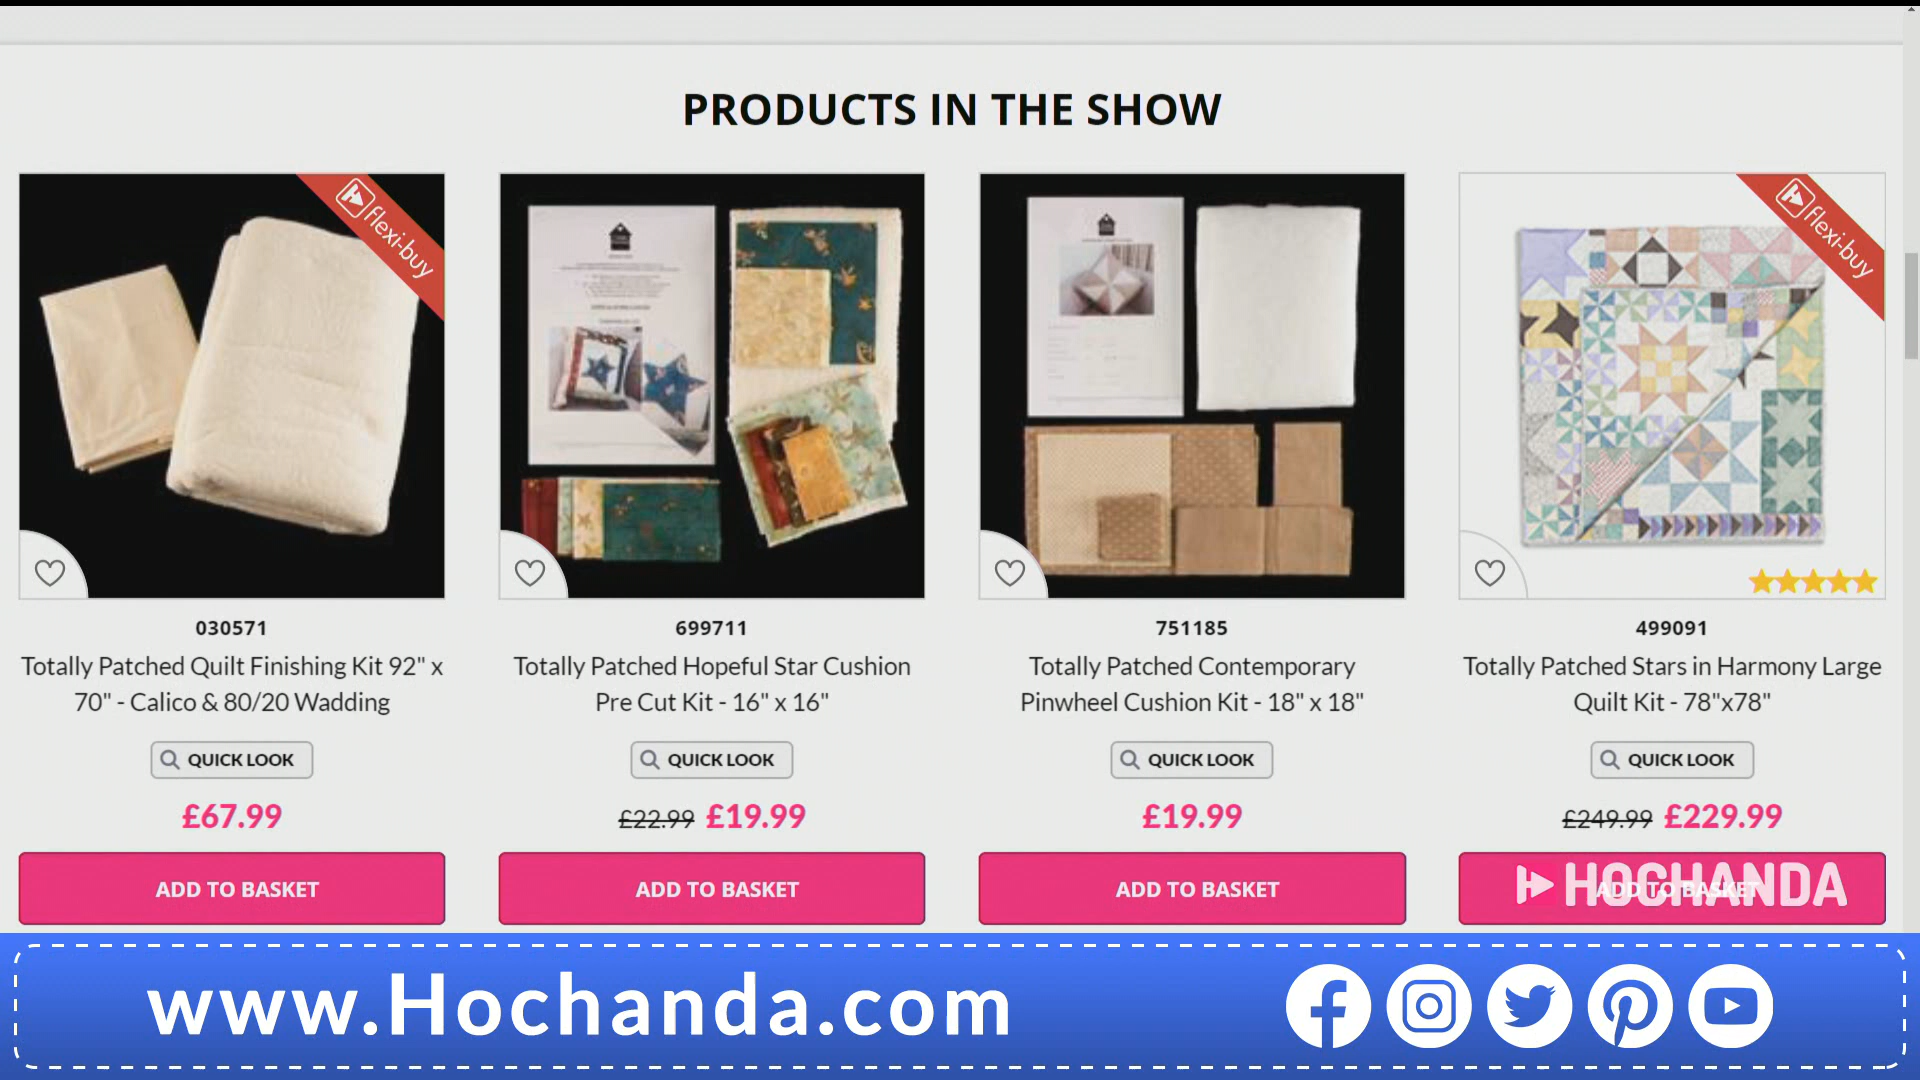 PRODUCTS IN THE SHOW
flexi-buy
flexi-buy
030571
Totally Patched Quilt Finishing Kit 92" x
70" - Calico & 80/20 Wadding
QUICK LOOK
£67.99
ADD TO BASKET
699711
Totally Patched Hopeful Star Cushion
Pre Cut Kit - 16" x 16"
QUICK LOOK
£22.99 £19.99
ADD TO BASKET
751185
Totally Patched Contemporary
Pinwheel Cushion Kit - 18" x 18"
QUICK LOOK
£19.99
ADD TO BASKET
499091
Totally Patched Stars in Harmony Large
Quilt Kit - 78"x78"
QUICK LOOK
£249.99 £229.99
ADD TO BASKET
HOCHANDA
www.Hochanda.com